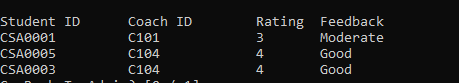 Student ID Coach ID Rating Feedback
CSA0001 C101 3 Moderate
CSA0005 C104 4 Good
CSA0003 C104 4 Good